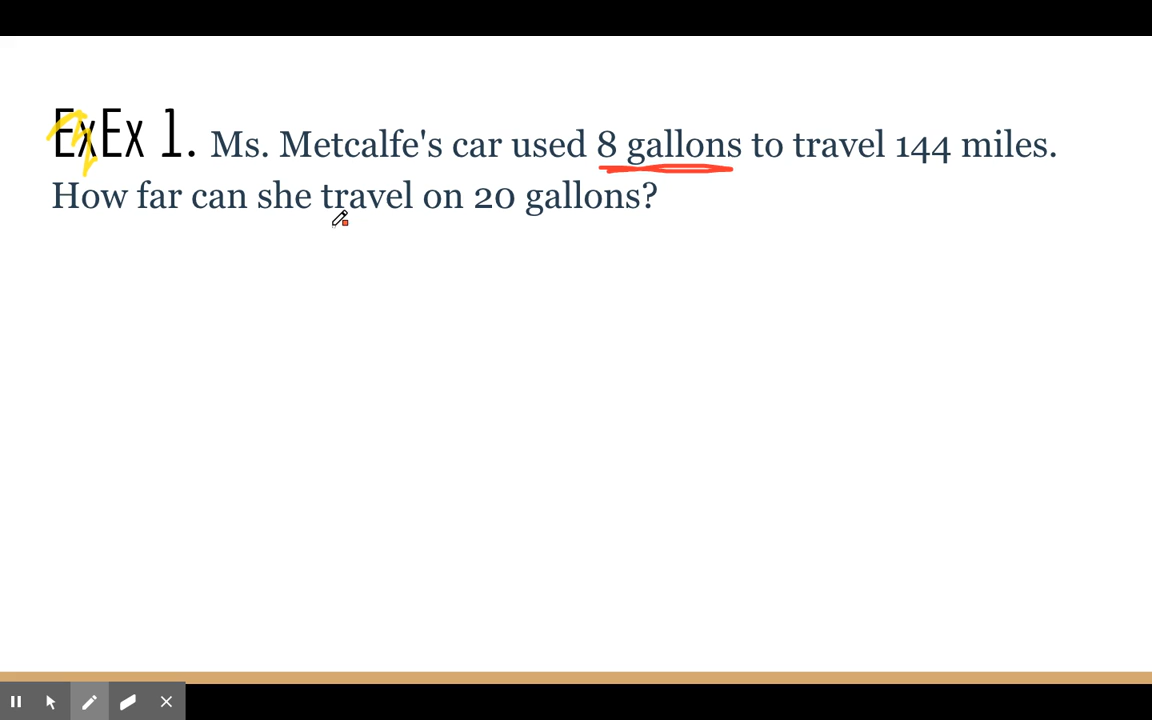 ExEx 1. Ms. Metcalfe's car used 8 gallons to travel 144 miles.
How far can she travel on 20 gallons?